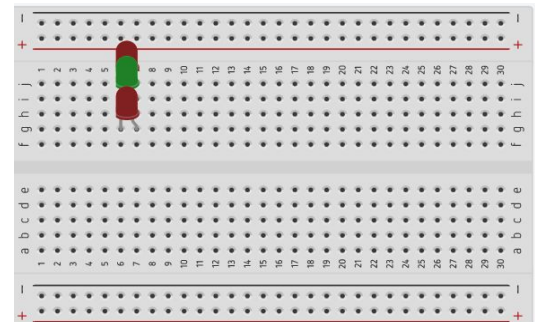 − −
+ +
1 2 3 4 5 8 9 10 11 12 13 14 15 16 17 18 19 20 21 22 23 24 25 26 27 28 29 30
j j
i i
h h
g g
f f
e e
d d
c c
b b
a a
1 2 3 4 5 6 7 8 9 10 11 12 13 14 15 16 17 18 19 20 21 22 23 24 25 26 27 28 29 30
− −
+ +